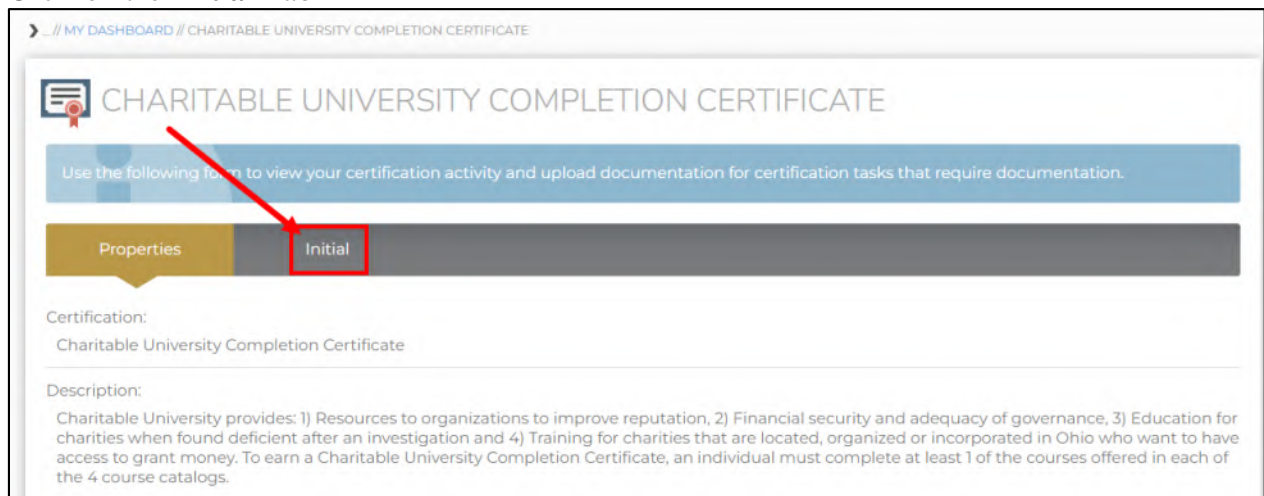 ❯ _ // MY DASHBOARD // CHARITABLE UNIVERSITY COMPLETION CERTIFICATE
CHARITABLE UNIVERSITY COMPLETION CERTIFICATE
Use the following form to view your certification activity and upload documentation for certification tasks that require documentation.
Properties Initial
Certification:
Charitable University Completion Certificate
Description:
Charitable University provides: 1) Resources to organizations to improve reputation, 2) Financial security and adequacy of governance, 3) Education for
charities when found deficient after an investigation and 4) Training for charities that are located, organized or incorporated in Ohio who want to have
access to grant money. To earn a Charitable University Completion Certificate, an individual must complete at least 1 of the courses offered in each of
the 4 course catalogs.